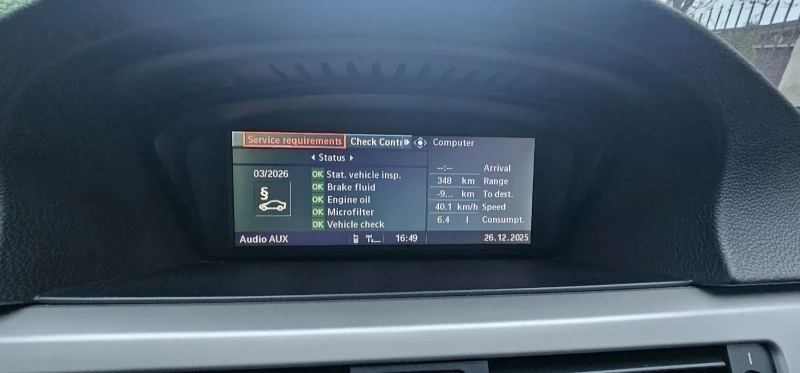 Service requirements Check Contr Computer
Status
03/2026
§
OK Stat. vehicle insp.
OK Brake fluid
OK Engine oil
OK Microfilter
OK Vehicle check
--:-- Arrival
348 km Range
-9... km To dest.
40.1 km/h Speed
6.4 l Consumpt.
Audio AUX 16:49 26.12.2025